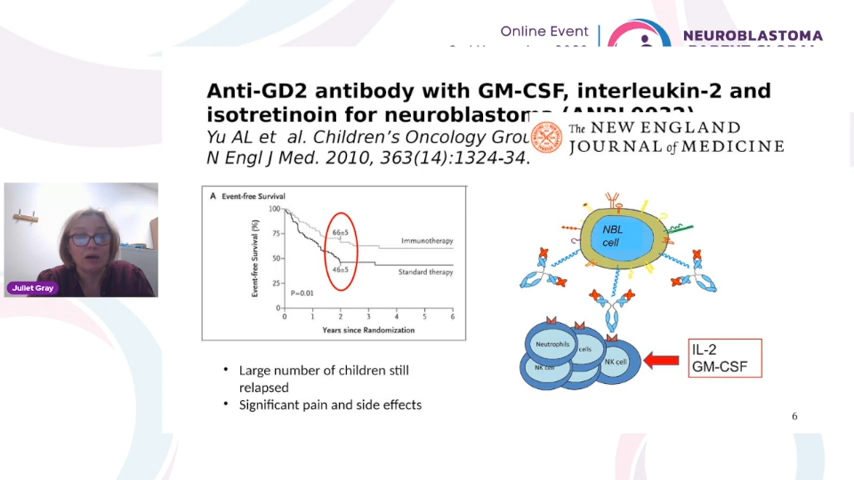 Online Event
NEUROBLASTOMA
Anti-GD2 antibody with GM-CSF, interleukin-2 and
isotretinoin for neuroblastoma (ANBL0032)
Yu AL et al. Children's Oncology Grou
N Engl J Med. 2010, 363(14):1324-34.
The NEW ENGLAND
JOURNAL of MEDICINE
A Event-free Survival
Event-free Survival (%)
100
75
50
25
0
66±5
46±5
Immunotherapy
Standard therapy
P=0.01
0 1 2 3 4 5 6
Years since Randomization
NBL
cell
Neutrophils
cells
NK cell
NK cell
IL-2
GM-CSF
• Large number of children still
relapsed
• Significant pain and side effects
6
Juliet Gray